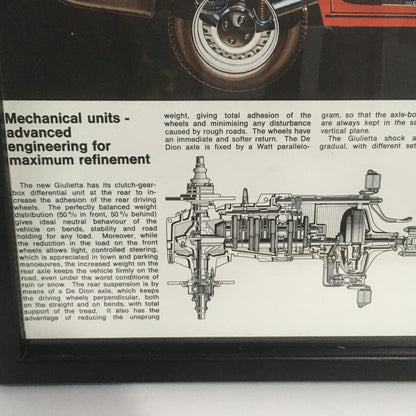 Mechanical units -
advanced
engineering for
maximum refinement
The new Giulietta has its clutch-gear-
box differential unit at the rear to in-
crease the adhesion of the rear driving
wheels. The perfectly balanced weight
distribution (50 % in front, 50 % behind)
gives ideal neutral behaviour of the
vehicle on bends, stability and road
holding for any load. Moreover, while
the reduction in the load on the front
wheels allows light, controlled steering,
which is appreciated in town and parking
manoeuvres, the increased weight on the
rear axle keeps the vehicle firmly on the
road, even under the worst conditions of
rain or snow. The rear suspension is by
means of a De Dion axle, which keeps
the driving wheels perpendicular, both
on the straight and on bends, with total
support of the tread. It also has the
advantage of reducing the unsprung
weight, giving total adhesion of the
wheels and minimising any disturbance
caused by rough roads. The wheels have
an immediate and softer return. The De
Dion axle is fixed by a Watt parallelo-
gram, so that the axle-bo
are always kept in the sa
vertical plane.
The Giulietta shock a
gradual, with different set